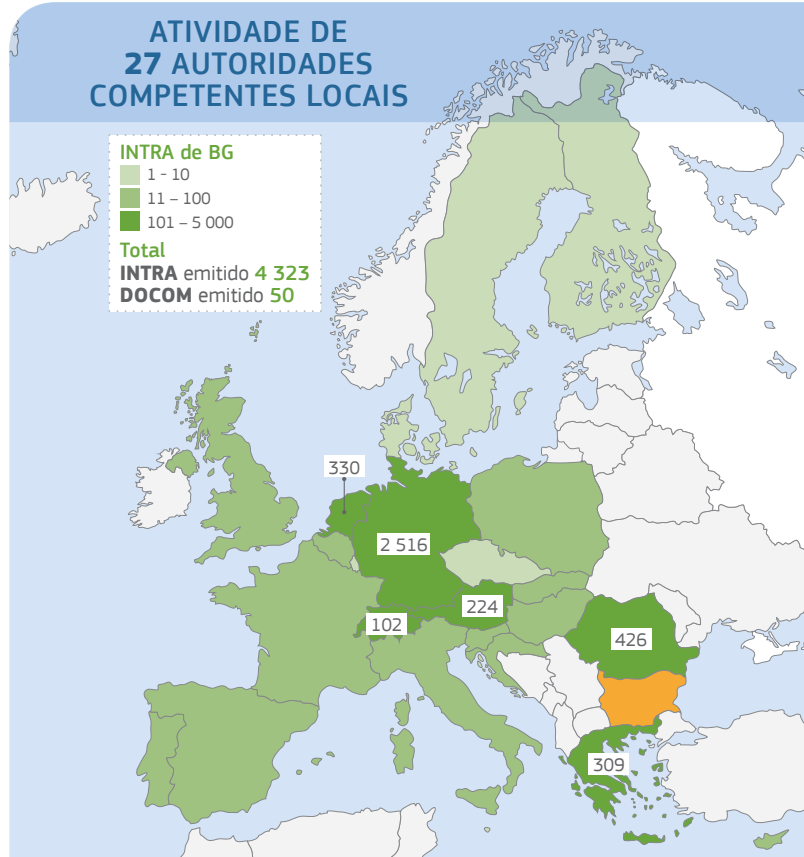 ATIVIDADE DE
27 AUTORIDADES
COMPETENTES LOCAIS
INTRA de BG
1 - 10
11 – 100
101 – 5 000
Total
INTRA emitido 4 323
DOCOM emitido 50
330
2 516
224
102
426
309